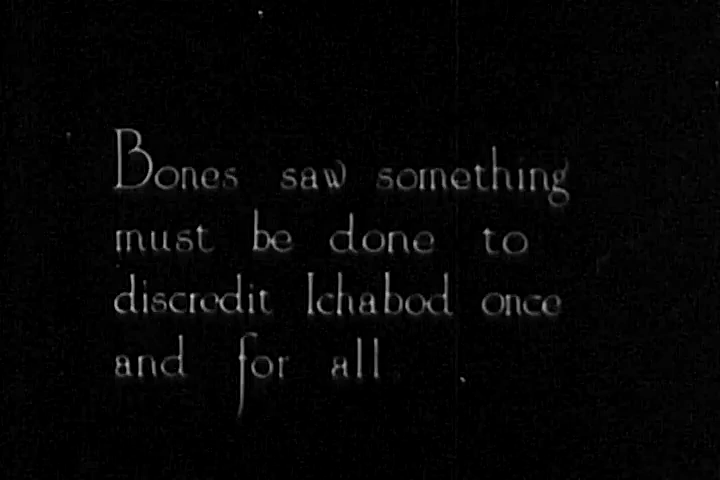 Bones saw something
must be done to
discredit Ichabod once
and for all